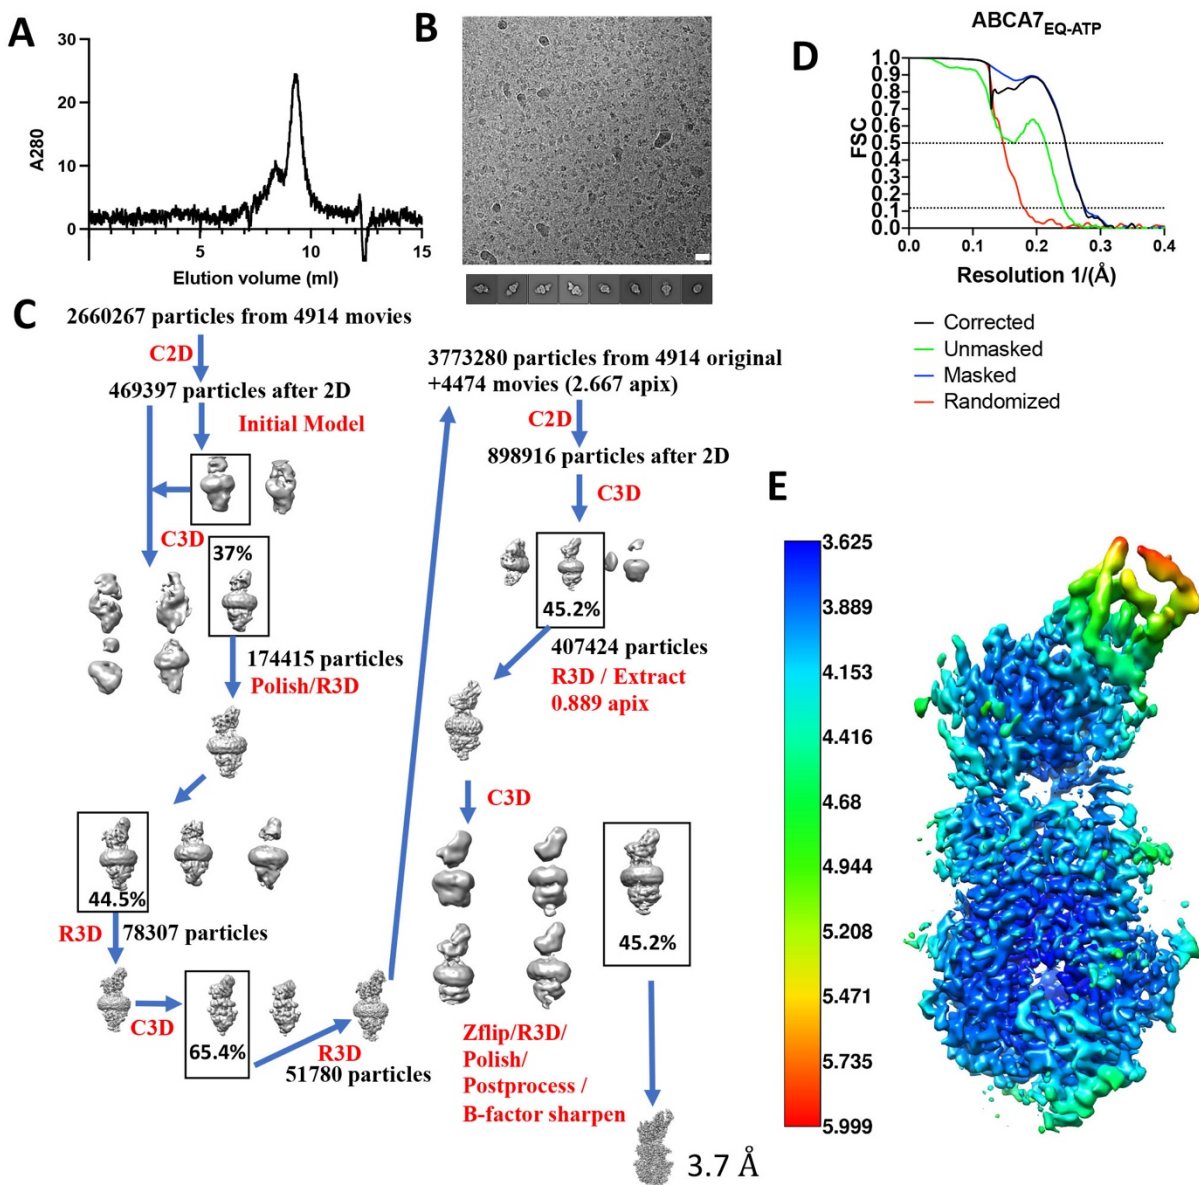 A
30
20
10
0
A280
5
10
15
Elution volume (ml)
B
ABCA7EQ-ATP
D
1.0
0.9
0.8
0.7
0.6
0.5
0.4
0.3
0.2
0.1
0.0
FSC
0.0
0.1
0.2
0.3
0.4
Resolution 1/(Å)
Corrected
Unmasked
Masked
Randomized
C
2660267 particles from 4914 movies
C2D
469397 particles after 2D
Initial Model
C3D
37%
174415 particles
Polish/R3D
44.5%
R3D
78307 particles
C3D
65.4%
R3D
51780 particles
3773280 particles from 4914 original
+4474 movies (2.667 apix)
C2D
898916 particles after 2D
C3D
45.2%
407424 particles
R3D / Extract
0.889 apix
C3D
45.2%
Zflip/R3D/
Polish/
Postprocess /
B-factor sharpen
3.7 Å
E
3.625
3.889
4.153
4.416
4.68
4.944
5.208
5.471
5.735
5.999